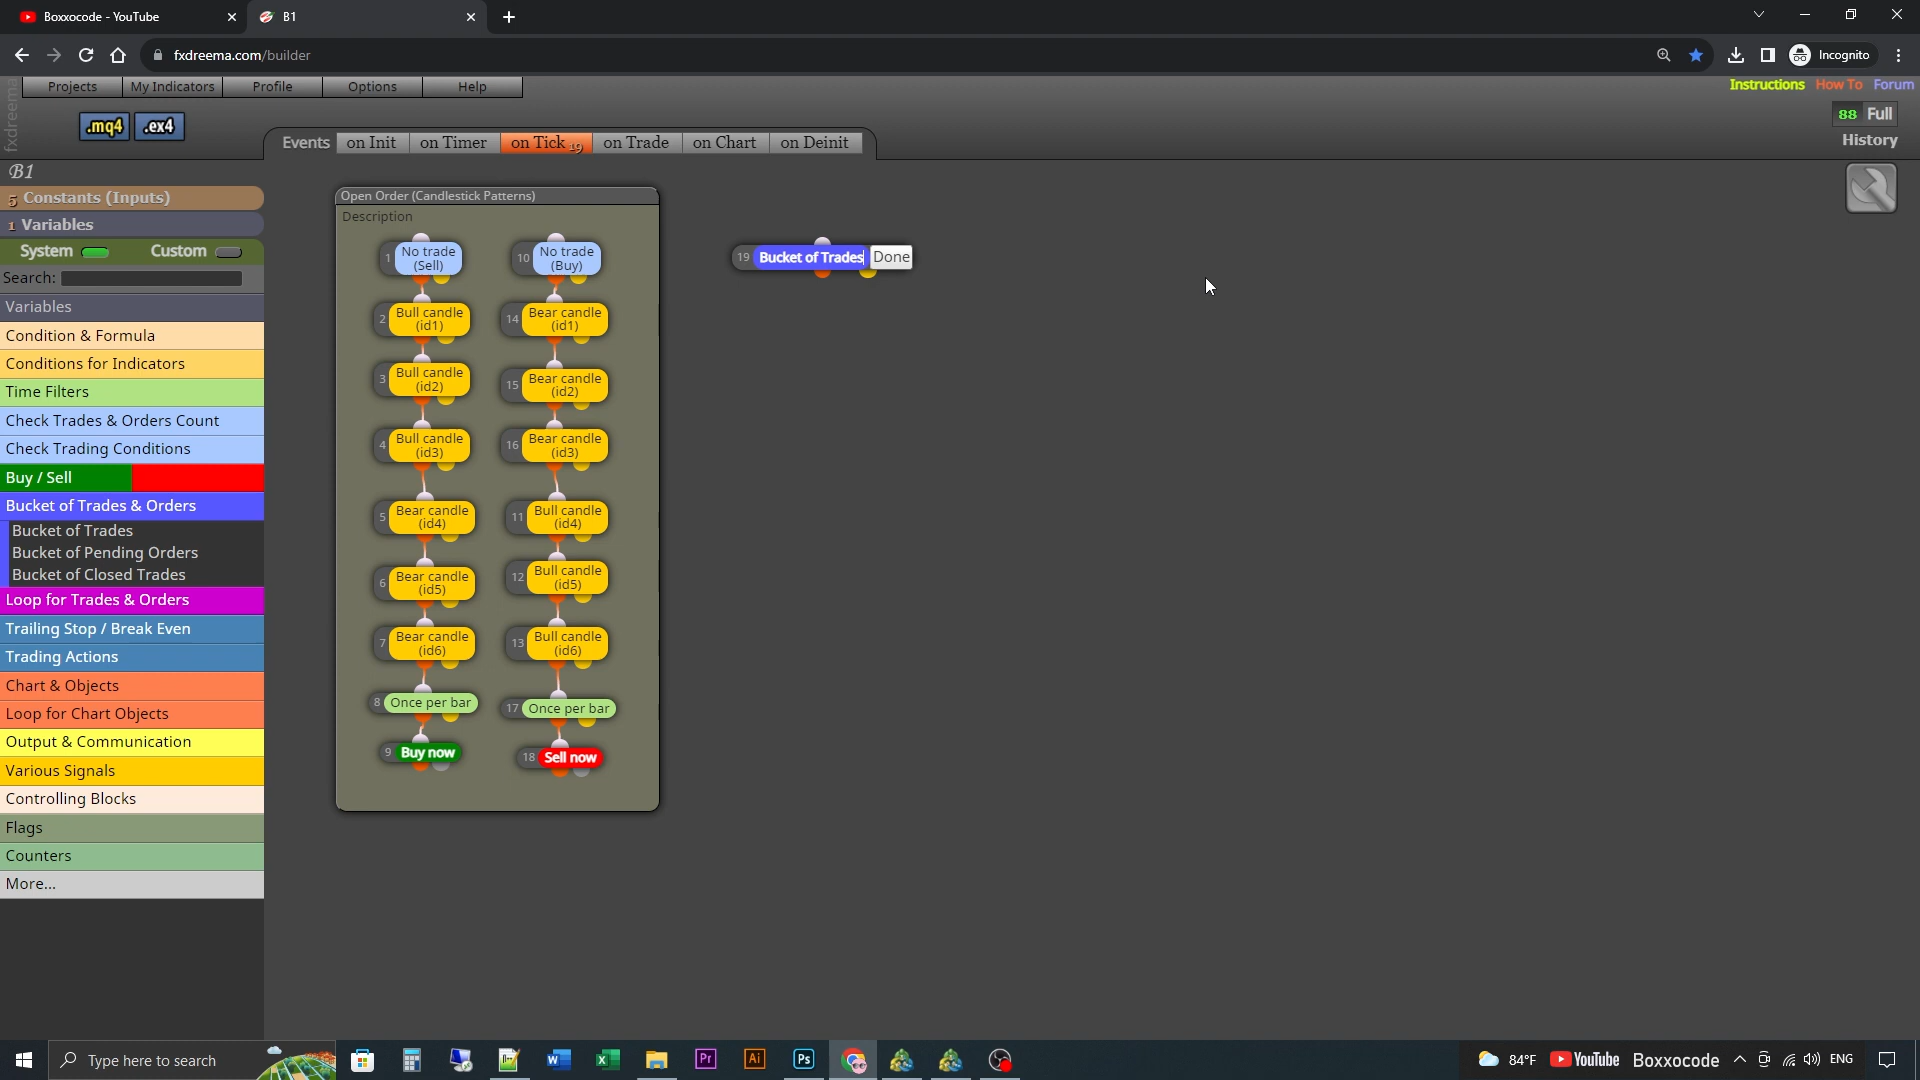 Boxxocode - YouTube
B1
fxdreema.com/builder
Incognito
Projects
My Indicators
Profile
Options
Help
Instructions
How To
Forum
fxdreema
.mq4
.ex4
88 Full
History
Events
on Init
on Timer
on Tick 19
on Trade
on Chart
on Deinit
B1
5 Constants (Inputs)
1 Variables
System
Custom
Search:
Variables
Condition & Formula
Conditions for Indicators
Time Filters
Check Trades & Orders Count
Check Trading Conditions
Buy / Sell
Bucket of Trades & Orders
Bucket of Trades
Bucket of Pending Orders
Bucket of Closed Trades
Loop for Trades & Orders
Trailing Stop / Break Even
Trading Actions
Chart & Objects
Loop for Chart Objects
Output & Communication
Various Signals
Controlling Blocks
Flags
Counters
More...
Open Order (Candlestick Patterns)
Description
1 No trade
(Sell)
10 No trade
(Buy)
2 Bull candle
(id1)
14 Bear candle
(id1)
3 Bull candle
(id2)
15 Bear candle
(id2)
4 Bull candle
(id3)
16 Bear candle
(id3)
5 Bear candle
(id4)
11 Bull candle
(id4)
6 Bear candle
(id5)
12 Bull candle
(id5)
7 Bear candle
(id6)
13 Bull candle
(id6)
8 Once per bar
17 Once per bar
9 Buy now
18 Sell now
19 Bucket of Trades
Done
Type here to search
Pr
Ai
Ps
84°F
YouTube
Boxxocode
ENG